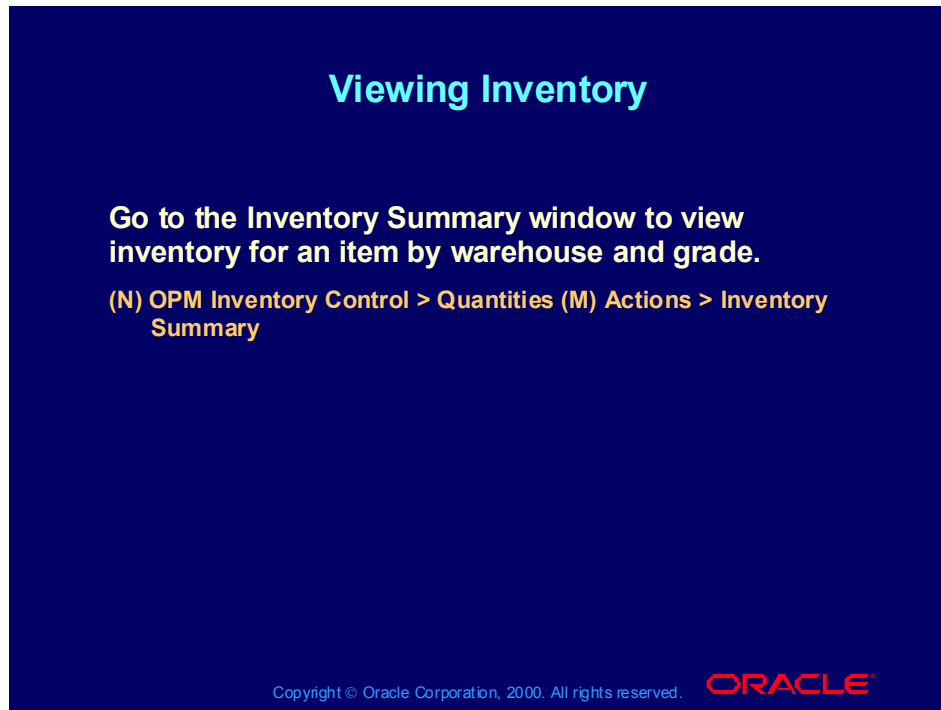 Viewing Inventory
Go to the Inventory Summary window to view
inventory for an item by warehouse and grade.
(N) OPM Inventory Control > Quantities (M) Actions > Inventory
Summary
Copyright © Oracle Corporation, 2000. All rights reserved.
ORACLE